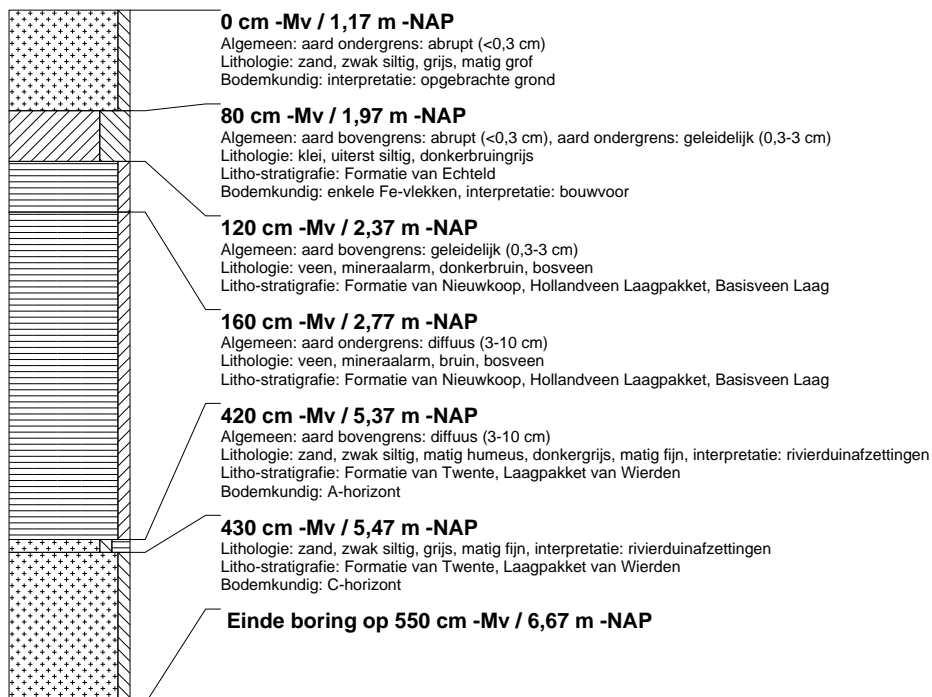 0 cm -Mv / 1,17 m -NAP
Algemeen: aard ondergrens: abrupt (<0,3 cm)
Lithologie: zand, zwak siltig, grijs, matig grof
Bodemkundig: interpretatie: opgebrachte grond
80 cm -Mv / 1,97 m -NAP
Algemeen: aard bovengrens: abrupt (<0,3 cm), aard ondergrens: geleidelijk (0,3-3 cm)
Lithologie: klei, uiterst siltig, donkerbruingrijs
Litho-stratigrafie: Formatie van Echteld
Bodemkundig: enkele Fe-vlekken, interpretatie: bouwvoor
120 cm -Mv / 2,37 m -NAP
Algemeen: aard bovengrens: geleidelijk (0,3-3 cm)
Lithologie: veen, mineraalarm, donkerbruin, bosveen
Litho-stratigrafie: Formatie van Nieuwkoop, Hollandveen Laagpakket, Basisveen Laag
160 cm -Mv / 2,77 m -NAP
Algemeen: aard ondergrens: diffuus (3-10 cm)
Lithologie: veen, mineraalarm, bruin, bosveen
Litho-stratigrafie: Formatie van Nieuwkoop, Hollandveen Laagpakket, Basisveen Laag
420 cm -Mv / 5,37 m -NAP
Algemeen: aard bovengrens: diffuus (3-10 cm)
Lithologie: zand, zwak siltig, matig humeus, donkergrijs, matig fijn, interpretatie: rivierduinafzettingen
Litho-stratigrafie: Formatie van Twente, Laagpakket van Wierden
Bodemkundig: A-horizont
430 cm -Mv / 5,47 m -NAP
Lithologie: zand, zwak siltig, grijs, matig fijn, interpretatie: rivierduinafzettingen
Litho-stratigrafie: Formatie van Twente, Laagpakket van Wierden
Bodemkundig: C-horizont
Einde boring op 550 cm -Mv / 6,67 m -NAP